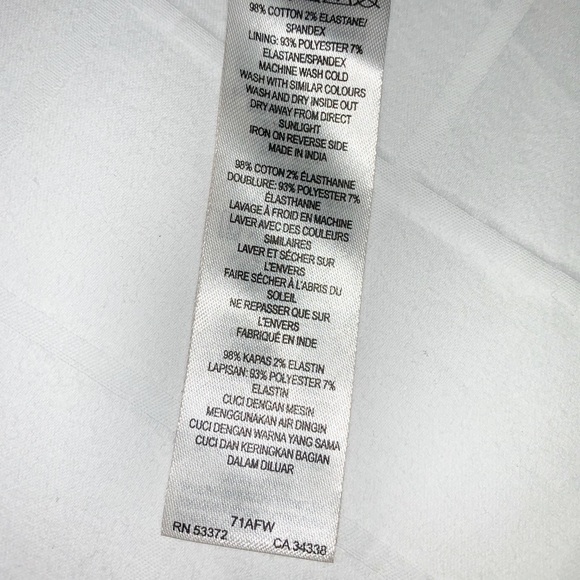 98% COTTON 2% ELASTANE/
SPANDEX
LINING: 93% POLYESTER 7%
ELASTANE/SPANDEX
MACHINE WASH COLD
WASH WITH SIMILAR COLOURS
WASH AND DRY INSIDE OUT
DRY AWAY FROM DIRECT
SUNLIGHT
IRON ON REVERSE SIDE
MADE IN INDIA
98% COTON 2% ÉLASTHANNE
DOUBLURE: 93% POLYESTER 7%
ÉLASTHANNE
LAVAGE À FROID EN MACHINE
LAVER AVEC DES COULEURS
SIMILAIRES
LAVER ET SÉCHER SUR
L'ENVERS
FAIRE SÉCHER À L'ABRIS DU
SOLEIL
NE REPASSER QUE SUR
L'ENVERS
FABRIQUÉ EN INDE
98% KAPAS 2% ELASTIN
LAPISAN: 93% POLYESTER 7%
ELASTIN
CUCI DENGAN MESIN
MENGGUNAKAN AIR DINGIN
CUCI DENGAN WARNA YANG SAMA
CUCI DAN KERINGKAN BAGIAN
DALAM DILUAR
71AFW
RN 53372 CA 34338